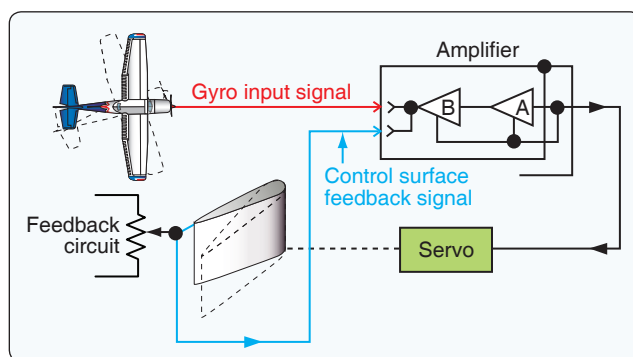 Amplifier
Gyro input signal
B
A
Control surface
feedback signal
Feedback
circuit
Servo